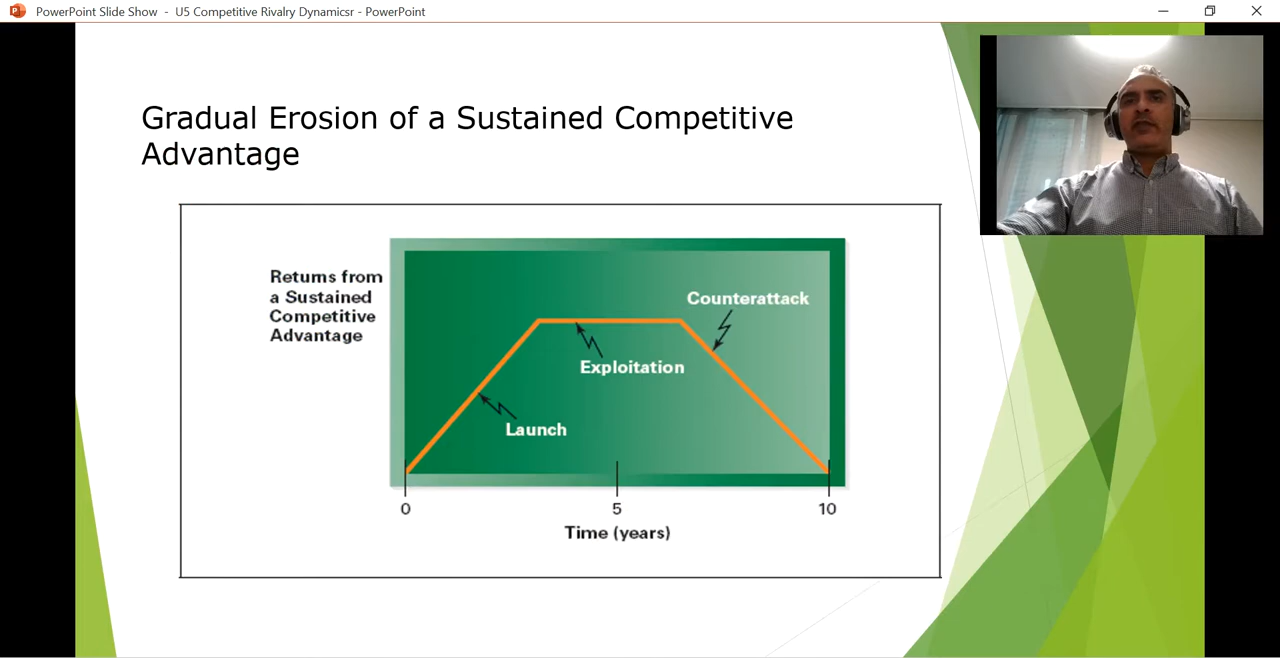 PowerPoint Slide Show - U5 Competitive Rivalry Dynamicsr - PowerPoint
Gradual Erosion of a Sustained Competitive
Advantage
Returns from
a Sustained
Competitive
Advantage
Counterattack
Exploitation
Launch
0 5 10
Time (years)